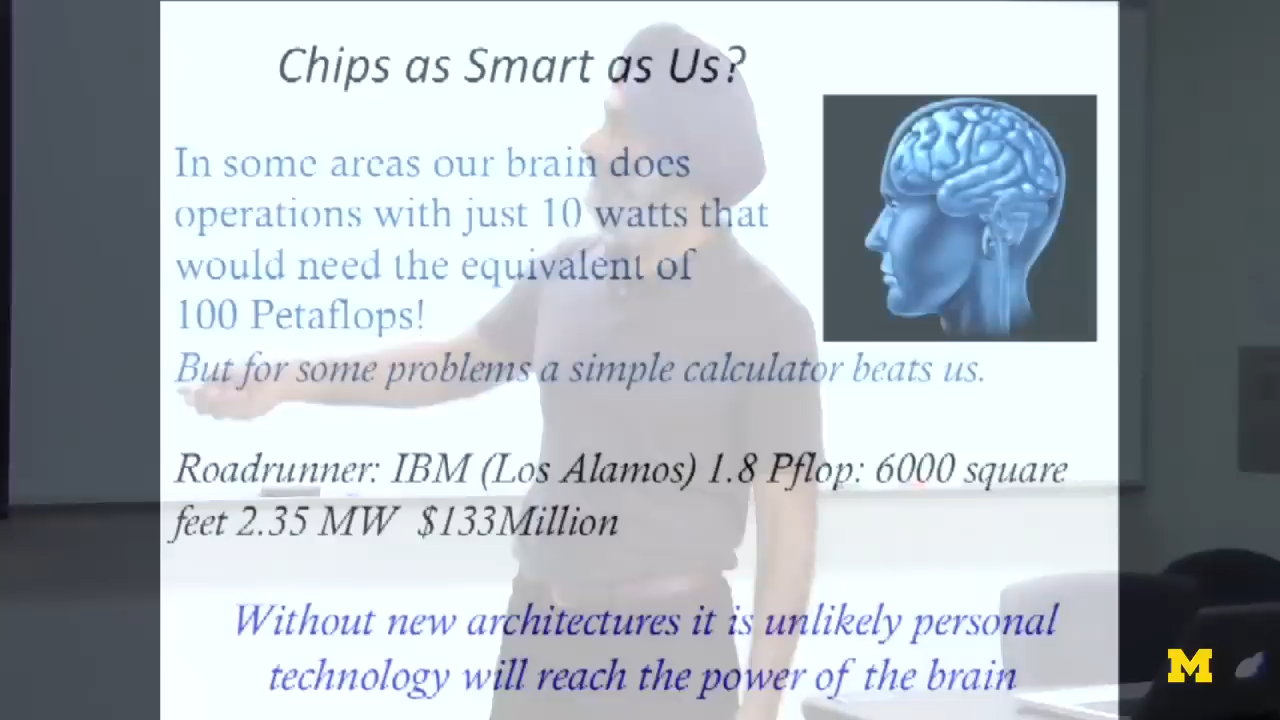 Chips as Smart as Us?
In some areas our brain does
operations with just 10 watts that
would need the equivalent of
100 Petaflops!
But for some problems a simple calculator beats us.
Roadrunner: IBM (Los Alamos) 1.8 Pflop: 6000 square
feet 2.35 MW $133Million
Without new architectures it is unlikely personal
technology will reach the power of the brain
M